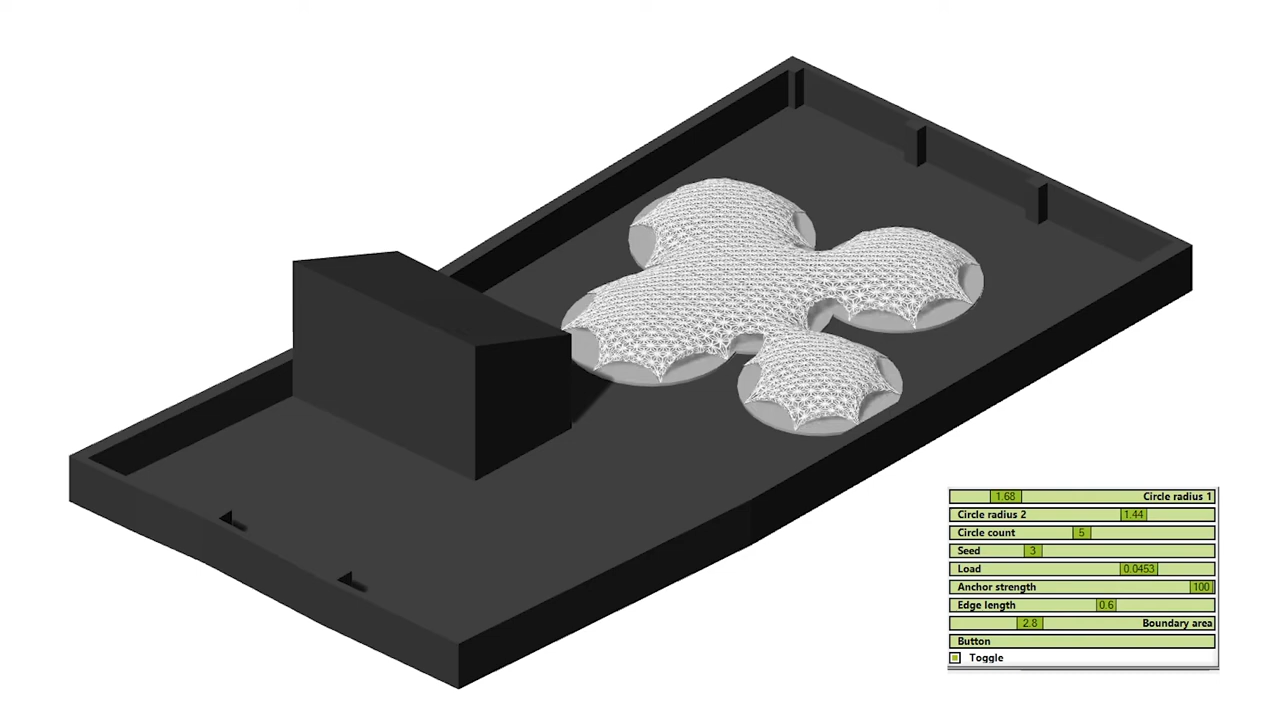 1.68 Circle radius 1
Circle radius 2 1.44
Circle count 5
Seed 3
Load 0.0453
Anchor strength 100
Edge length 0.6
2.8 Boundary area
Button
Toggle